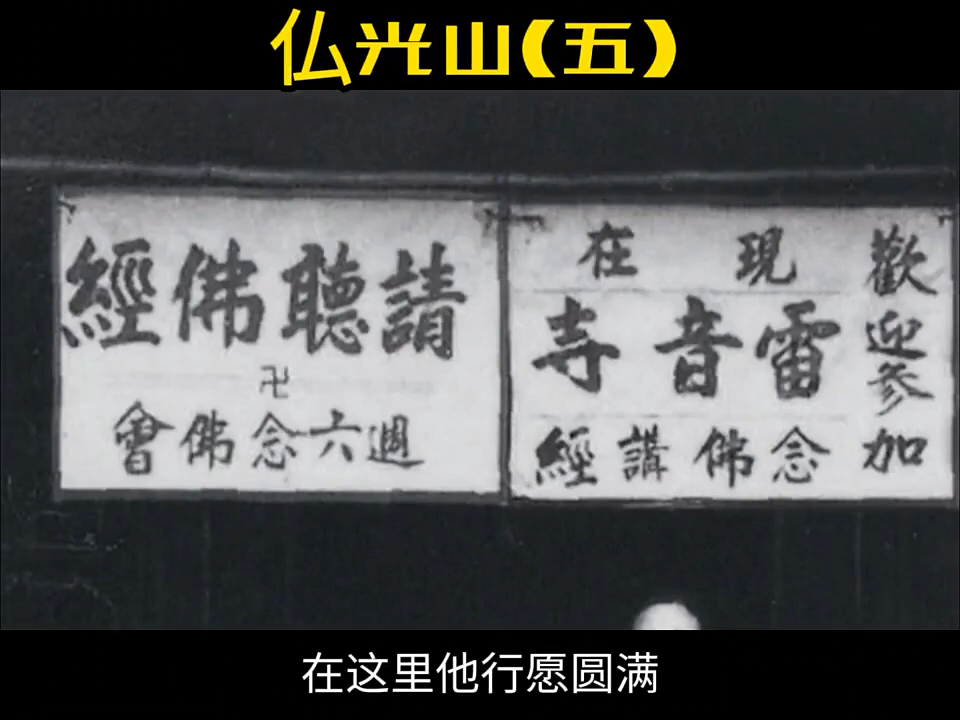 仏光山(五)
歡迎参加
現在
雷音寺
念佛講經
請聽佛經
卍
週六念佛會
在这里他行愿圆满